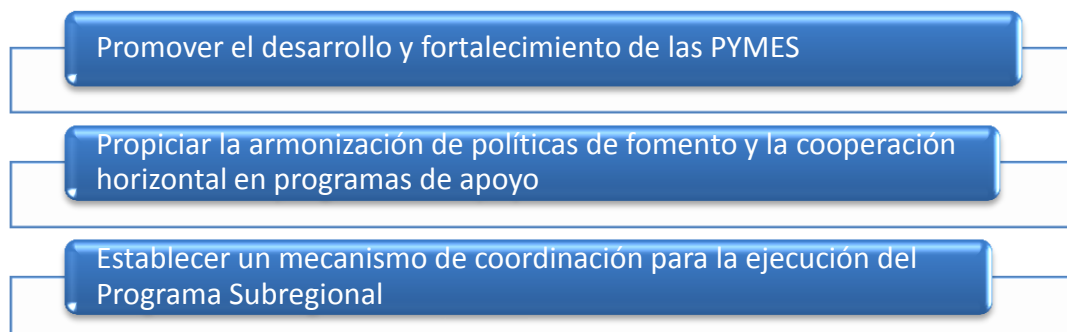 Promover el desarrollo y fortalecimiento de las PYMES
Propiciar la armonización de políticas de fomento y la cooperación
horizontal en programas de apoyo
Establecer un mecanismo de coordinación para la ejecución del
Programa Subregional